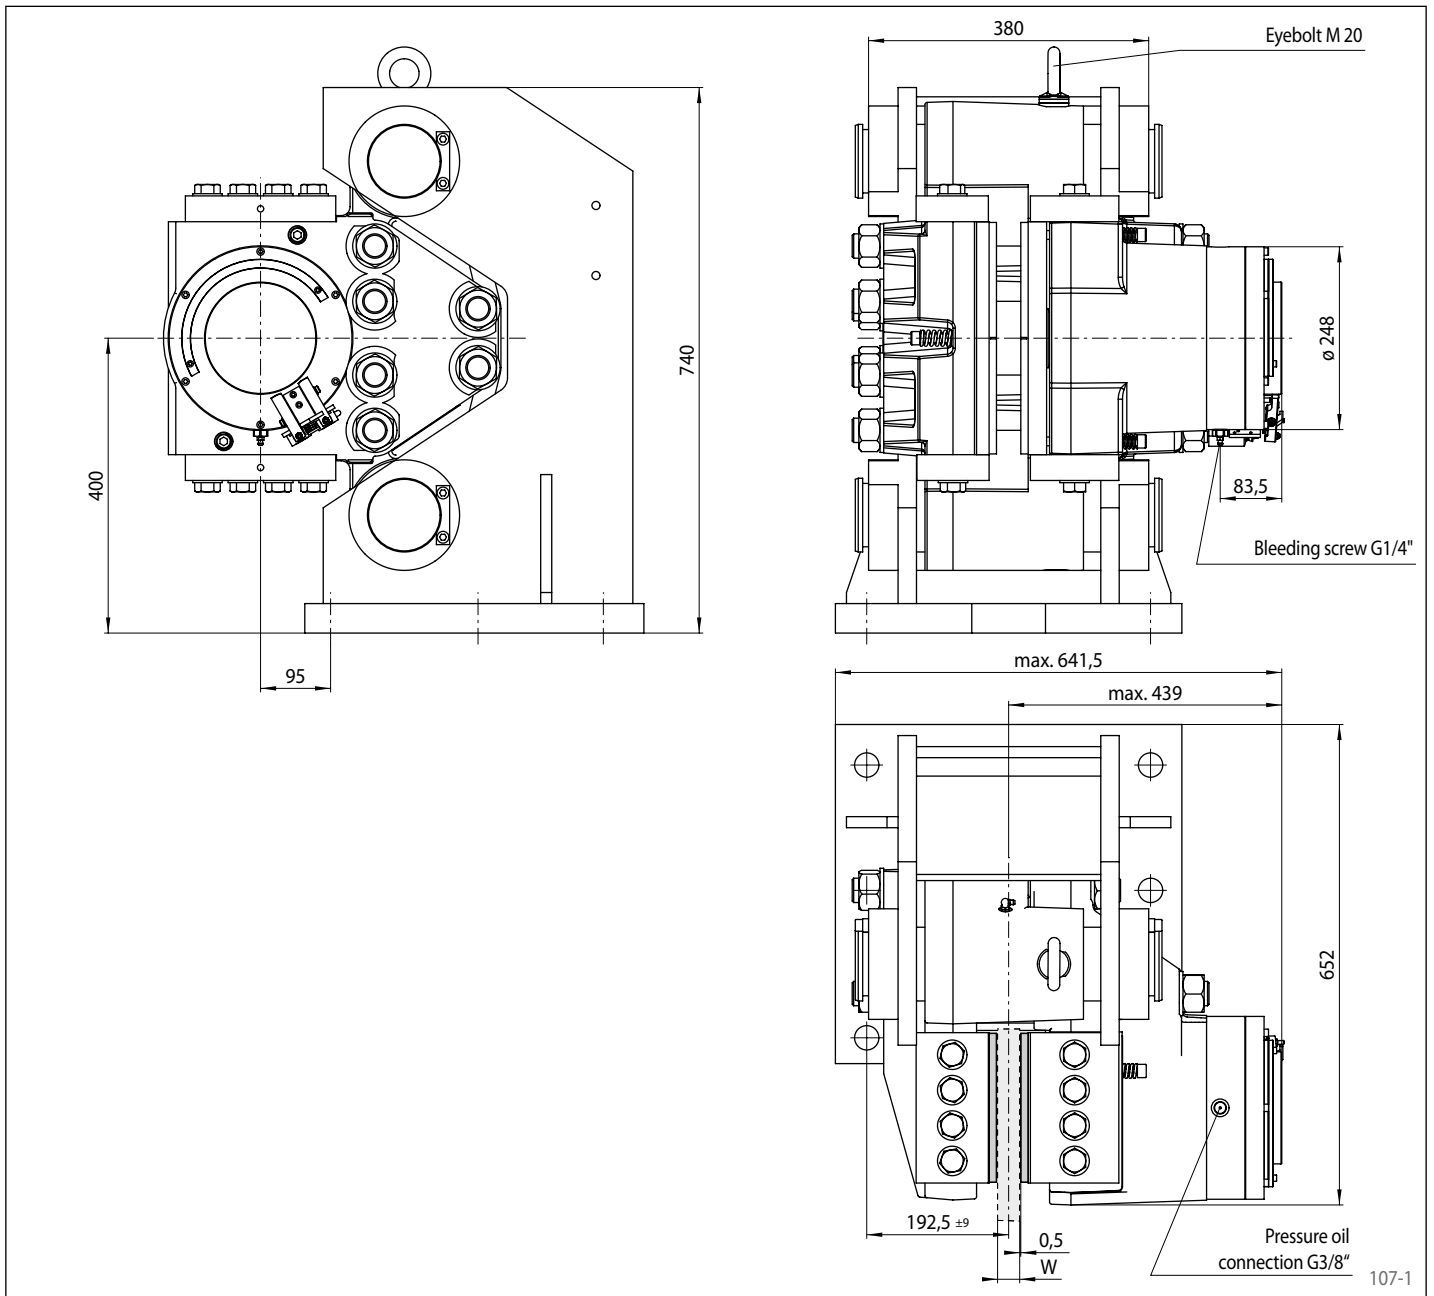 380
Eyebolt M 20
740
ø 248
400
83,5
Bleeding screw G1/4"
95
max. 641,5
max. 439
652
192,5 ±9
0,5
W
Pressure oil
connection G3/8“
107-1